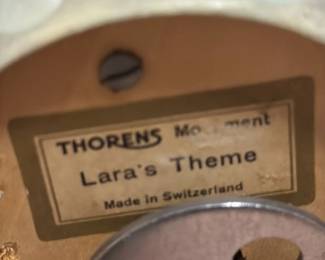 THORENS
Lara's Theme
Made in Switzerland